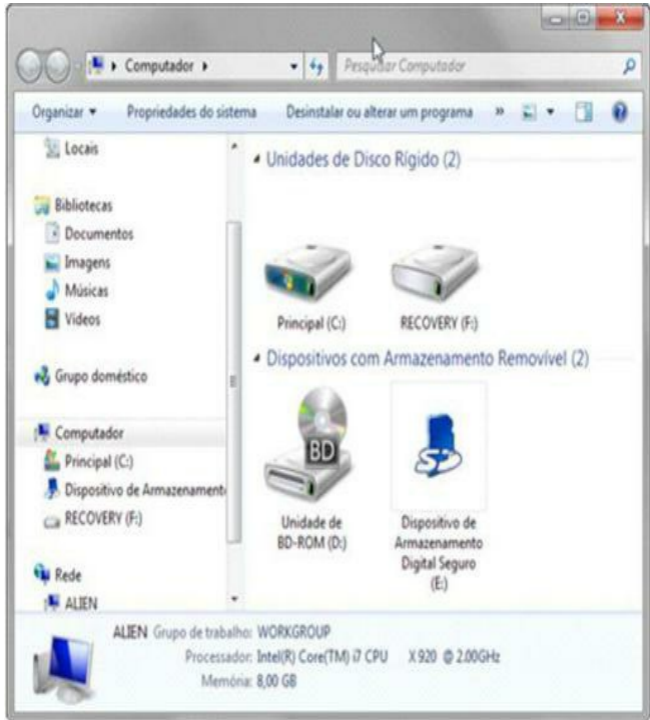 Computador
Pesquisar Computador
Organizar Propriedades do sistema Desinstalar ou alterar um programa »
Locais
Bibliotecas
Documentos
Imagens
Músicas
Vídeos
Grupo doméstico
Computador
Principal (C:)
Dispositivo de Armazenament
RECOVERY (F:)
Rede
ALIEN
Unidades de Disco Rígido (2)
Principal (C:)
RECOVERY (F:)
Dispositivos com Armazenamento Removível (2)
BD
Unidade de
BD-ROM (D:)
SD
Dispositivo de
Armazenamento
Digital Seguro
(E:)
ALIEN Grupo de trabalho: WORKGROUP
Processador: Intel(R) Core(TM) i7 CPU X 920 @ 2.00GHz
Memória: 8,00 GB